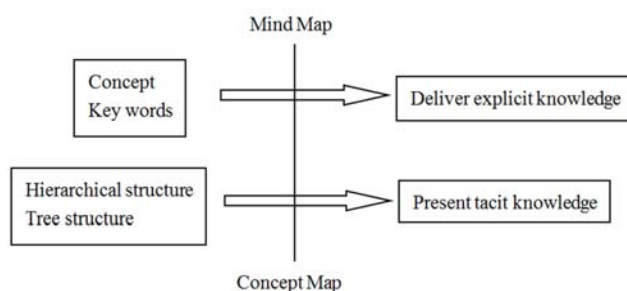 Mind Map
Concept
Key words
Deliver explicit knowledge
Hierarchical structure
Tree structure
Present tacit knowledge
Concept Map